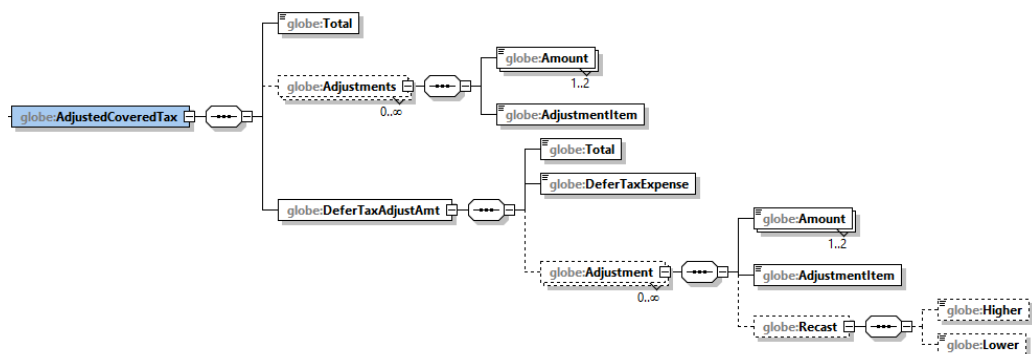 globe:Total
globe:Amount
1..2
globe:Adjustments
0..∞
globe:AdjustmentItem
globe:AdjustedCoveredTax
globe:Total
globe:DeferTaxExpense
globe:DeferTaxAdjustAmt
globe:Amount
1..2
globe:Adjustment
0..∞
globe:AdjustmentItem
globe:Recast
globe:Higher
globe:Lower